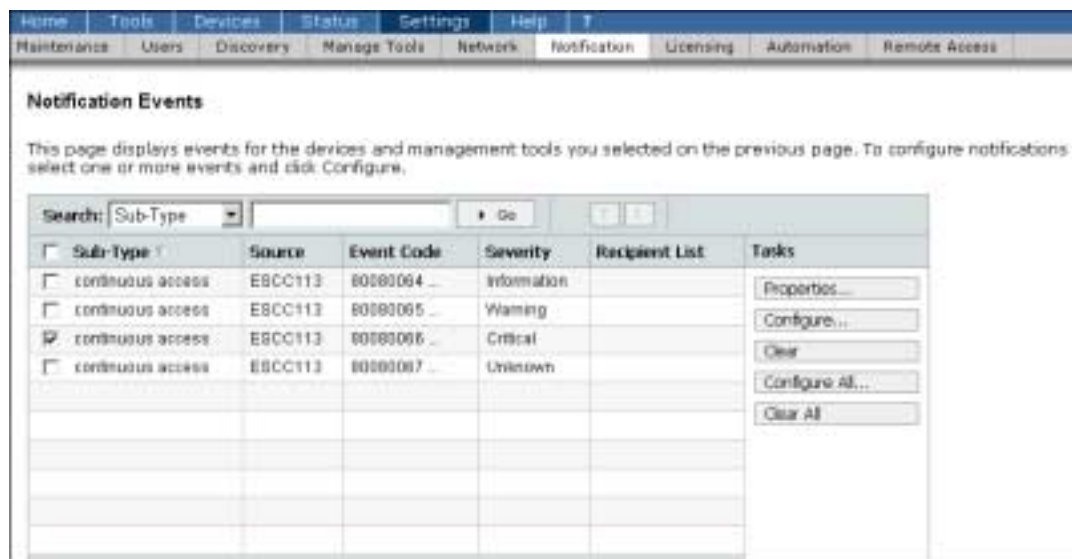 Home Tools Devices Status Settings Help ?
Maintenance Users Discovery Manage Tools Network Notification Licensing Automation Remote Access
Notification Events
This page displays events for the devices and management tools you selected on the previous page. To configure notifications
select one or more events and click Configure.
Search: Sub-Type Go
Sub-Type Source Event Code Severity Recipient List Tasks
continuous access ESCC113 80080064 ... Information
Properties...
continuous access ESCC113 80080065 ... Warning
Configure...
continuous access ESCC113 80080066 ... Critical
Clear
continuous access ESCC113 80080067 ... Unknown
Configure All...
Clear All